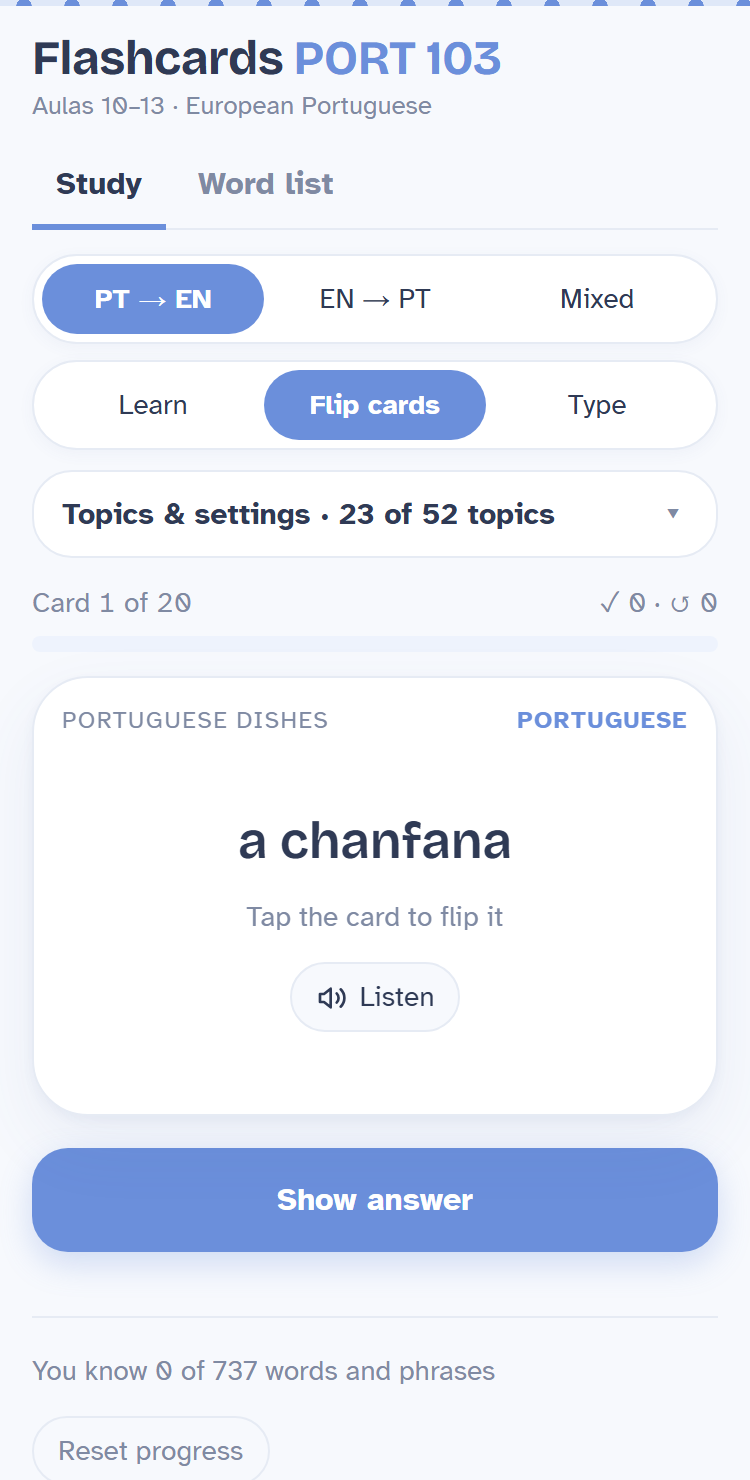 Flashcards PORT 103
Aulas 10–13 · European Portuguese
Study Word list
PT → EN EN → PT Mixed
Learn Flip cards Type
Topics & settings · 23 of 52 topics ▼
Card 1 of 20 ✓ 0 · ↺ 0
PORTUGUESE DISHES PORTUGUESE
a chanfana
Tap the card to flip it
Listen
Show answer
You know 0 of 737 words and phrases
Reset progress